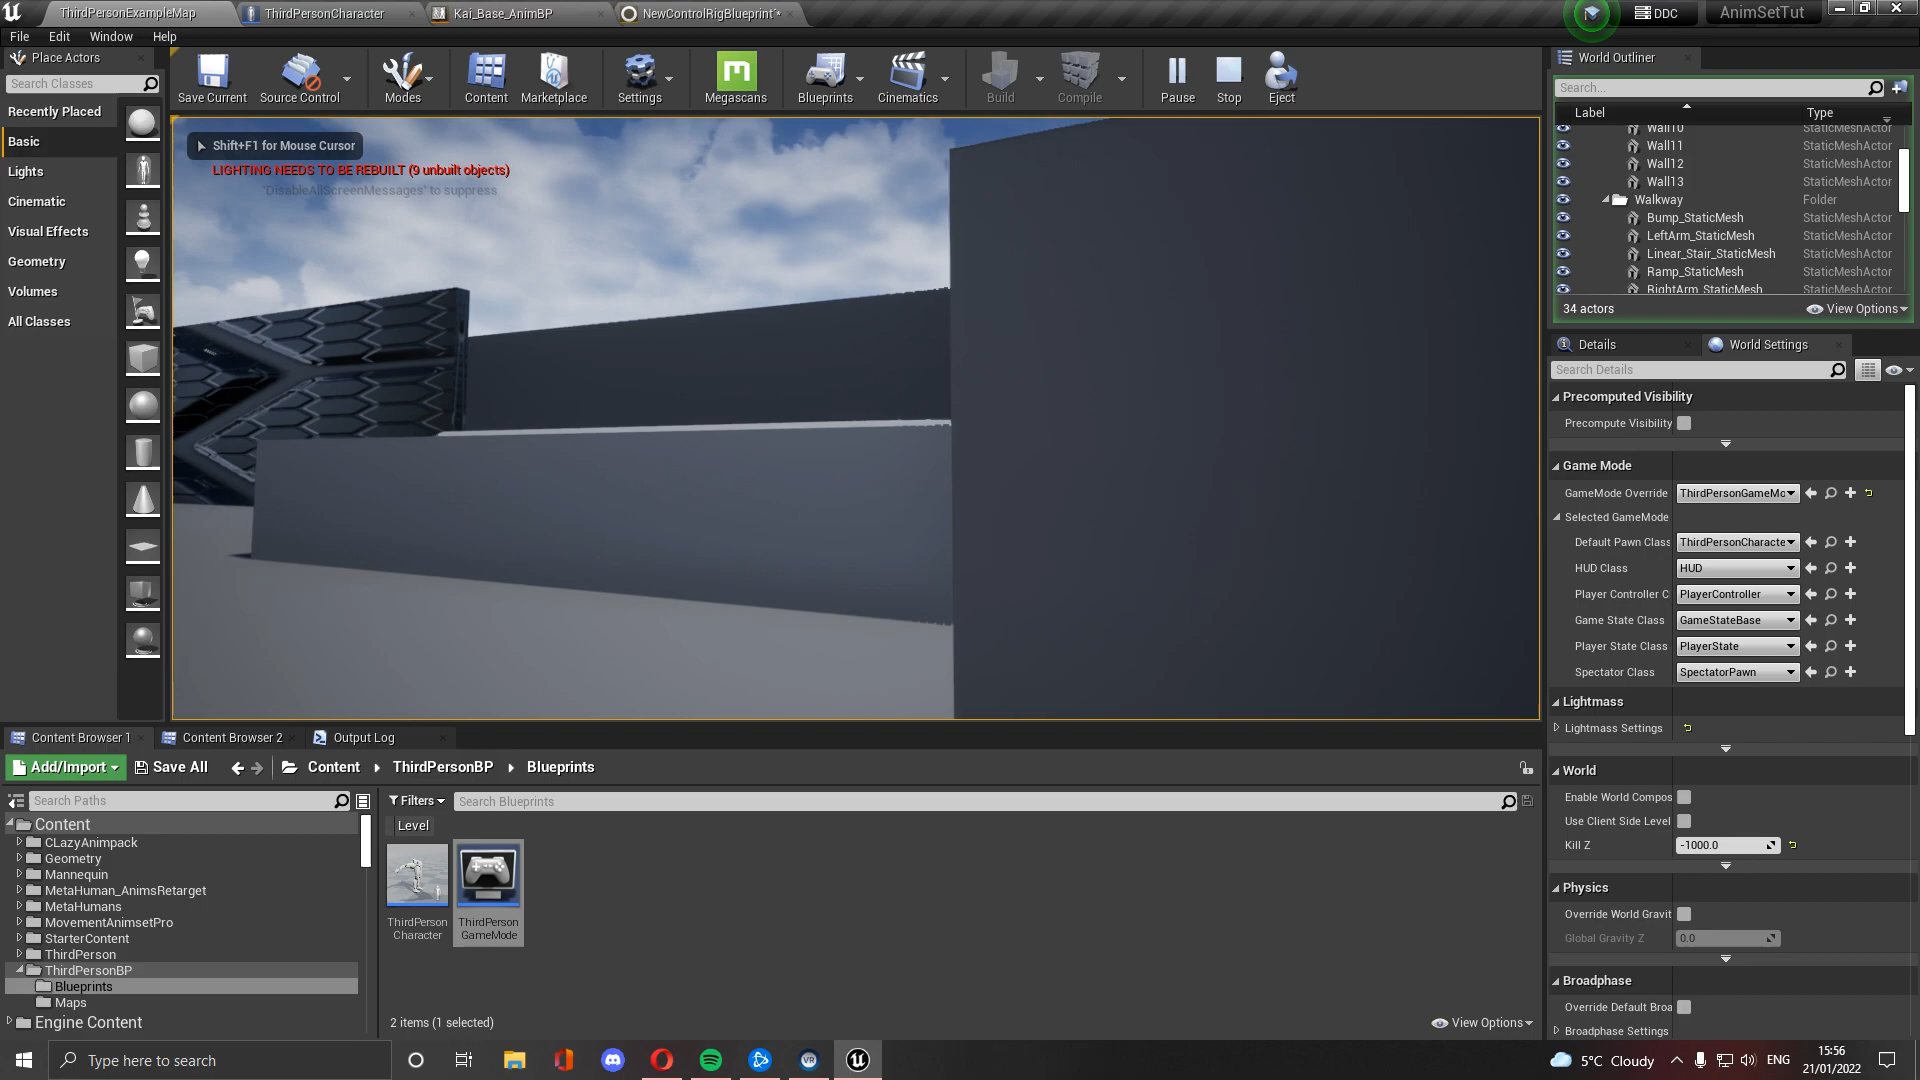 ThirdPersonExampleMap
ThirdPersonCharacter
Kai_Base_AnimBP
NewControlRigBlueprint*
DDC
AnimSetTut
File Edit Window Help
Place Actors
Search Classes
Recently Placed
Basic
Lights
Cinematic
Visual Effects
Geometry
Volumes
All Classes
Save Current
Source Control
Modes
Content
Marketplace
Settings
Megascans
Blueprints
Cinematics
Build
Compile
Pause
Stop
Eject
Shift+F1 for Mouse Cursor
LIGHTING NEEDS TO BE REBUILT (9 unbuilt objects)
'DisableAllScreenMessages' to suppress
World Outliner
Search...
Label Type
Wall10 StaticMeshActor
Wall11 StaticMeshActor
Wall12 StaticMeshActor
Wall13 StaticMeshActor
Walkway Folder
Bump_StaticMesh StaticMeshActor
LeftArm_StaticMesh StaticMeshActor
Linear_Stair_StaticMesh StaticMeshActor
Ramp_StaticMesh StaticMeshActor
RightArm_StaticMesh StaticMeshActor
34 actors
View Options
Details
World Settings
Search Details
Precomputed Visibility
Precompute Visibility
Game Mode
GameMode Override ThirdPersonGameMo
Selected GameMode
Default Pawn Class ThirdPersonCharacte
HUD Class HUD
Player Controller C PlayerController
Game State Class GameStateBase
Player State Class PlayerState
Spectator Class SpectatorPawn
Lightmass
Lightmass Settings
World
Enable World Compos
Use Client Side Level
Kill Z -1000.0
Physics
Override World Gravit
Global Gravity Z 0.0
Broadphase
Override Default Broa
Broadphase Settings
Content Browser 1
Content Browser 2
Output Log
Add/Import
Save All
Content
ThirdPersonBP
Blueprints
Search Paths
Filters
Search Blueprints
Level
Content
CLazyAnimpack
Geometry
Mannequin
MetaHuman_AnimsRetarget
MetaHumans
MovementAnimsetPro
StarterContent
ThirdPerson
ThirdPersonBP
Blueprints
Maps
Engine Content
ThirdPerson
Character
ThirdPerson
GameMode
2 items (1 selected)
View Options
Type here to search
VR
5°C Cloudy
ENG
15:56
21/01/2022